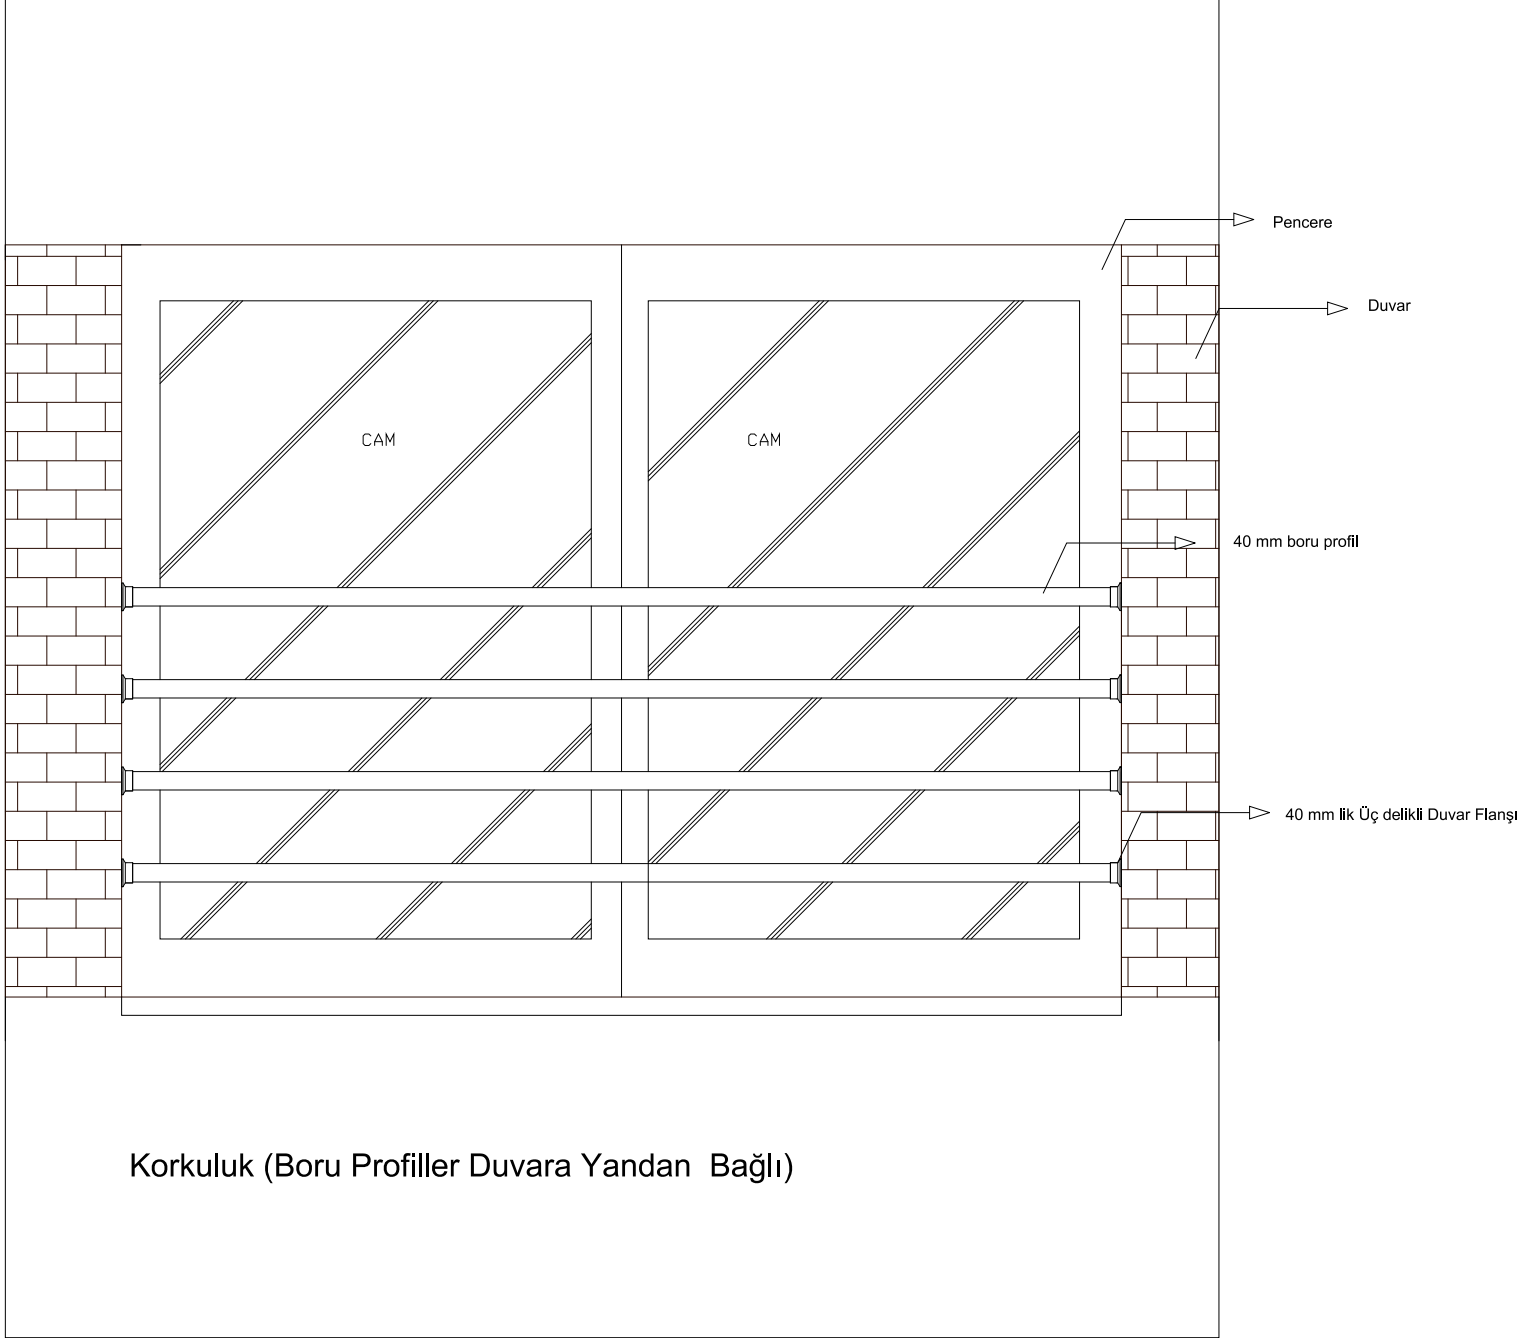 Pencere
Duvar
CAM
CAM
40 mm boru profil
40 mm lik Üç delikli Duvar Flanşı
Korkuluk (Boru Profiller Duvara Yandan Bağlı)